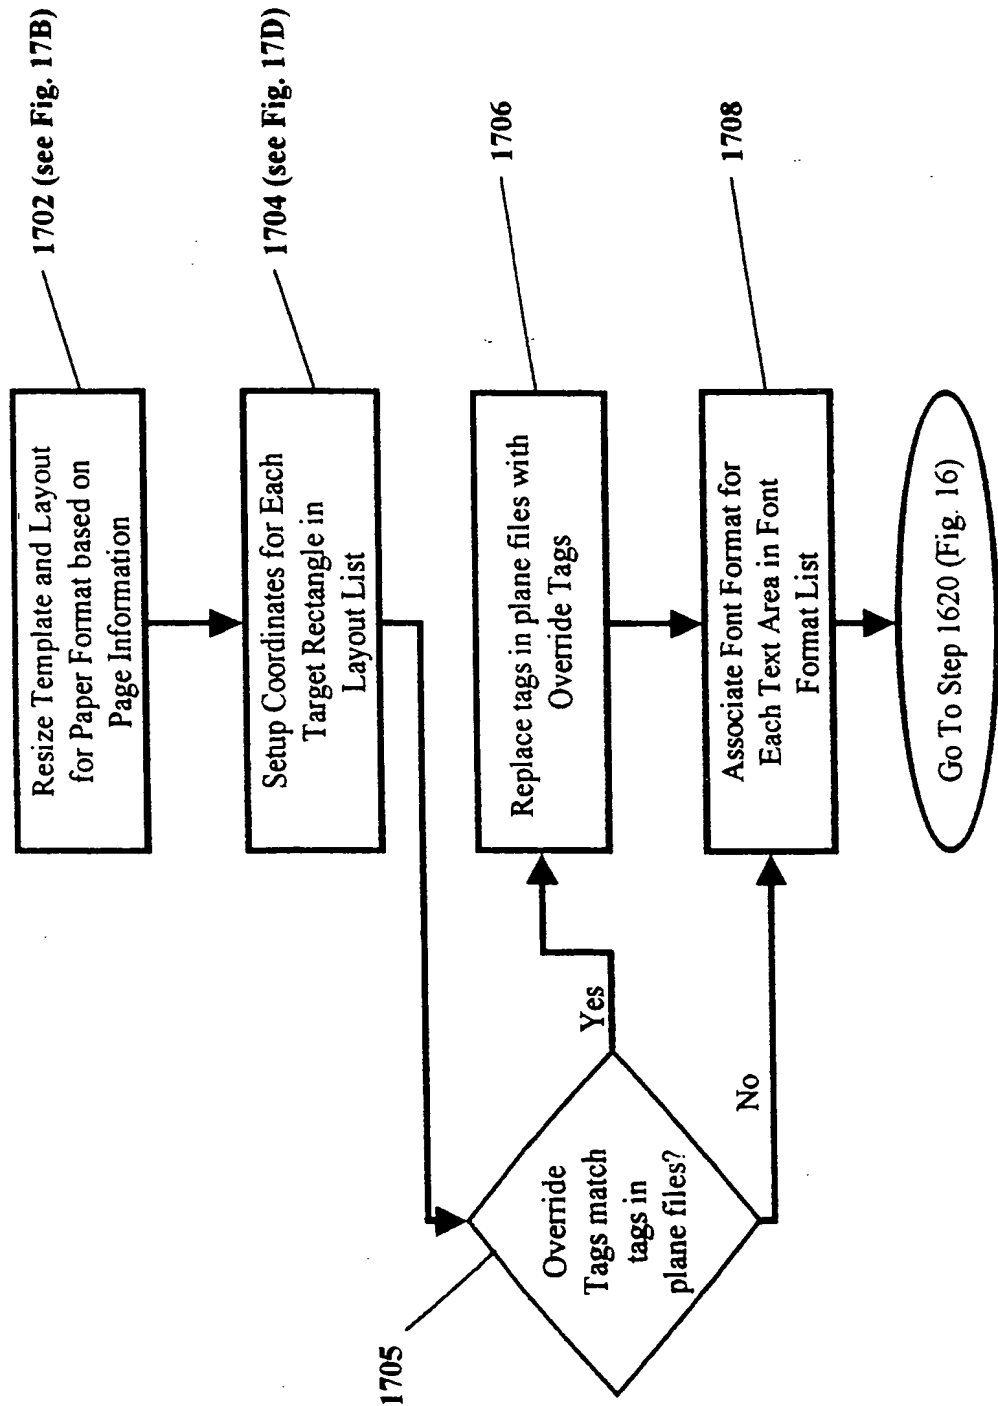 Resize Template and Layout
for Paper Format based on
Page Information
1702 (see Fig. 17B)
Setup Coordinates for Each
Target Rectangle in
Layout List
1704 (see Fig. 17D)
1705
Override
Tags match
tags in
plane files?
Yes
No
Replace tags in plane files with
Override Tags
1706
Associate Font Format for
Each Text Area in Font
Format List
1708
Go To Step 1620 (Fig. 16)